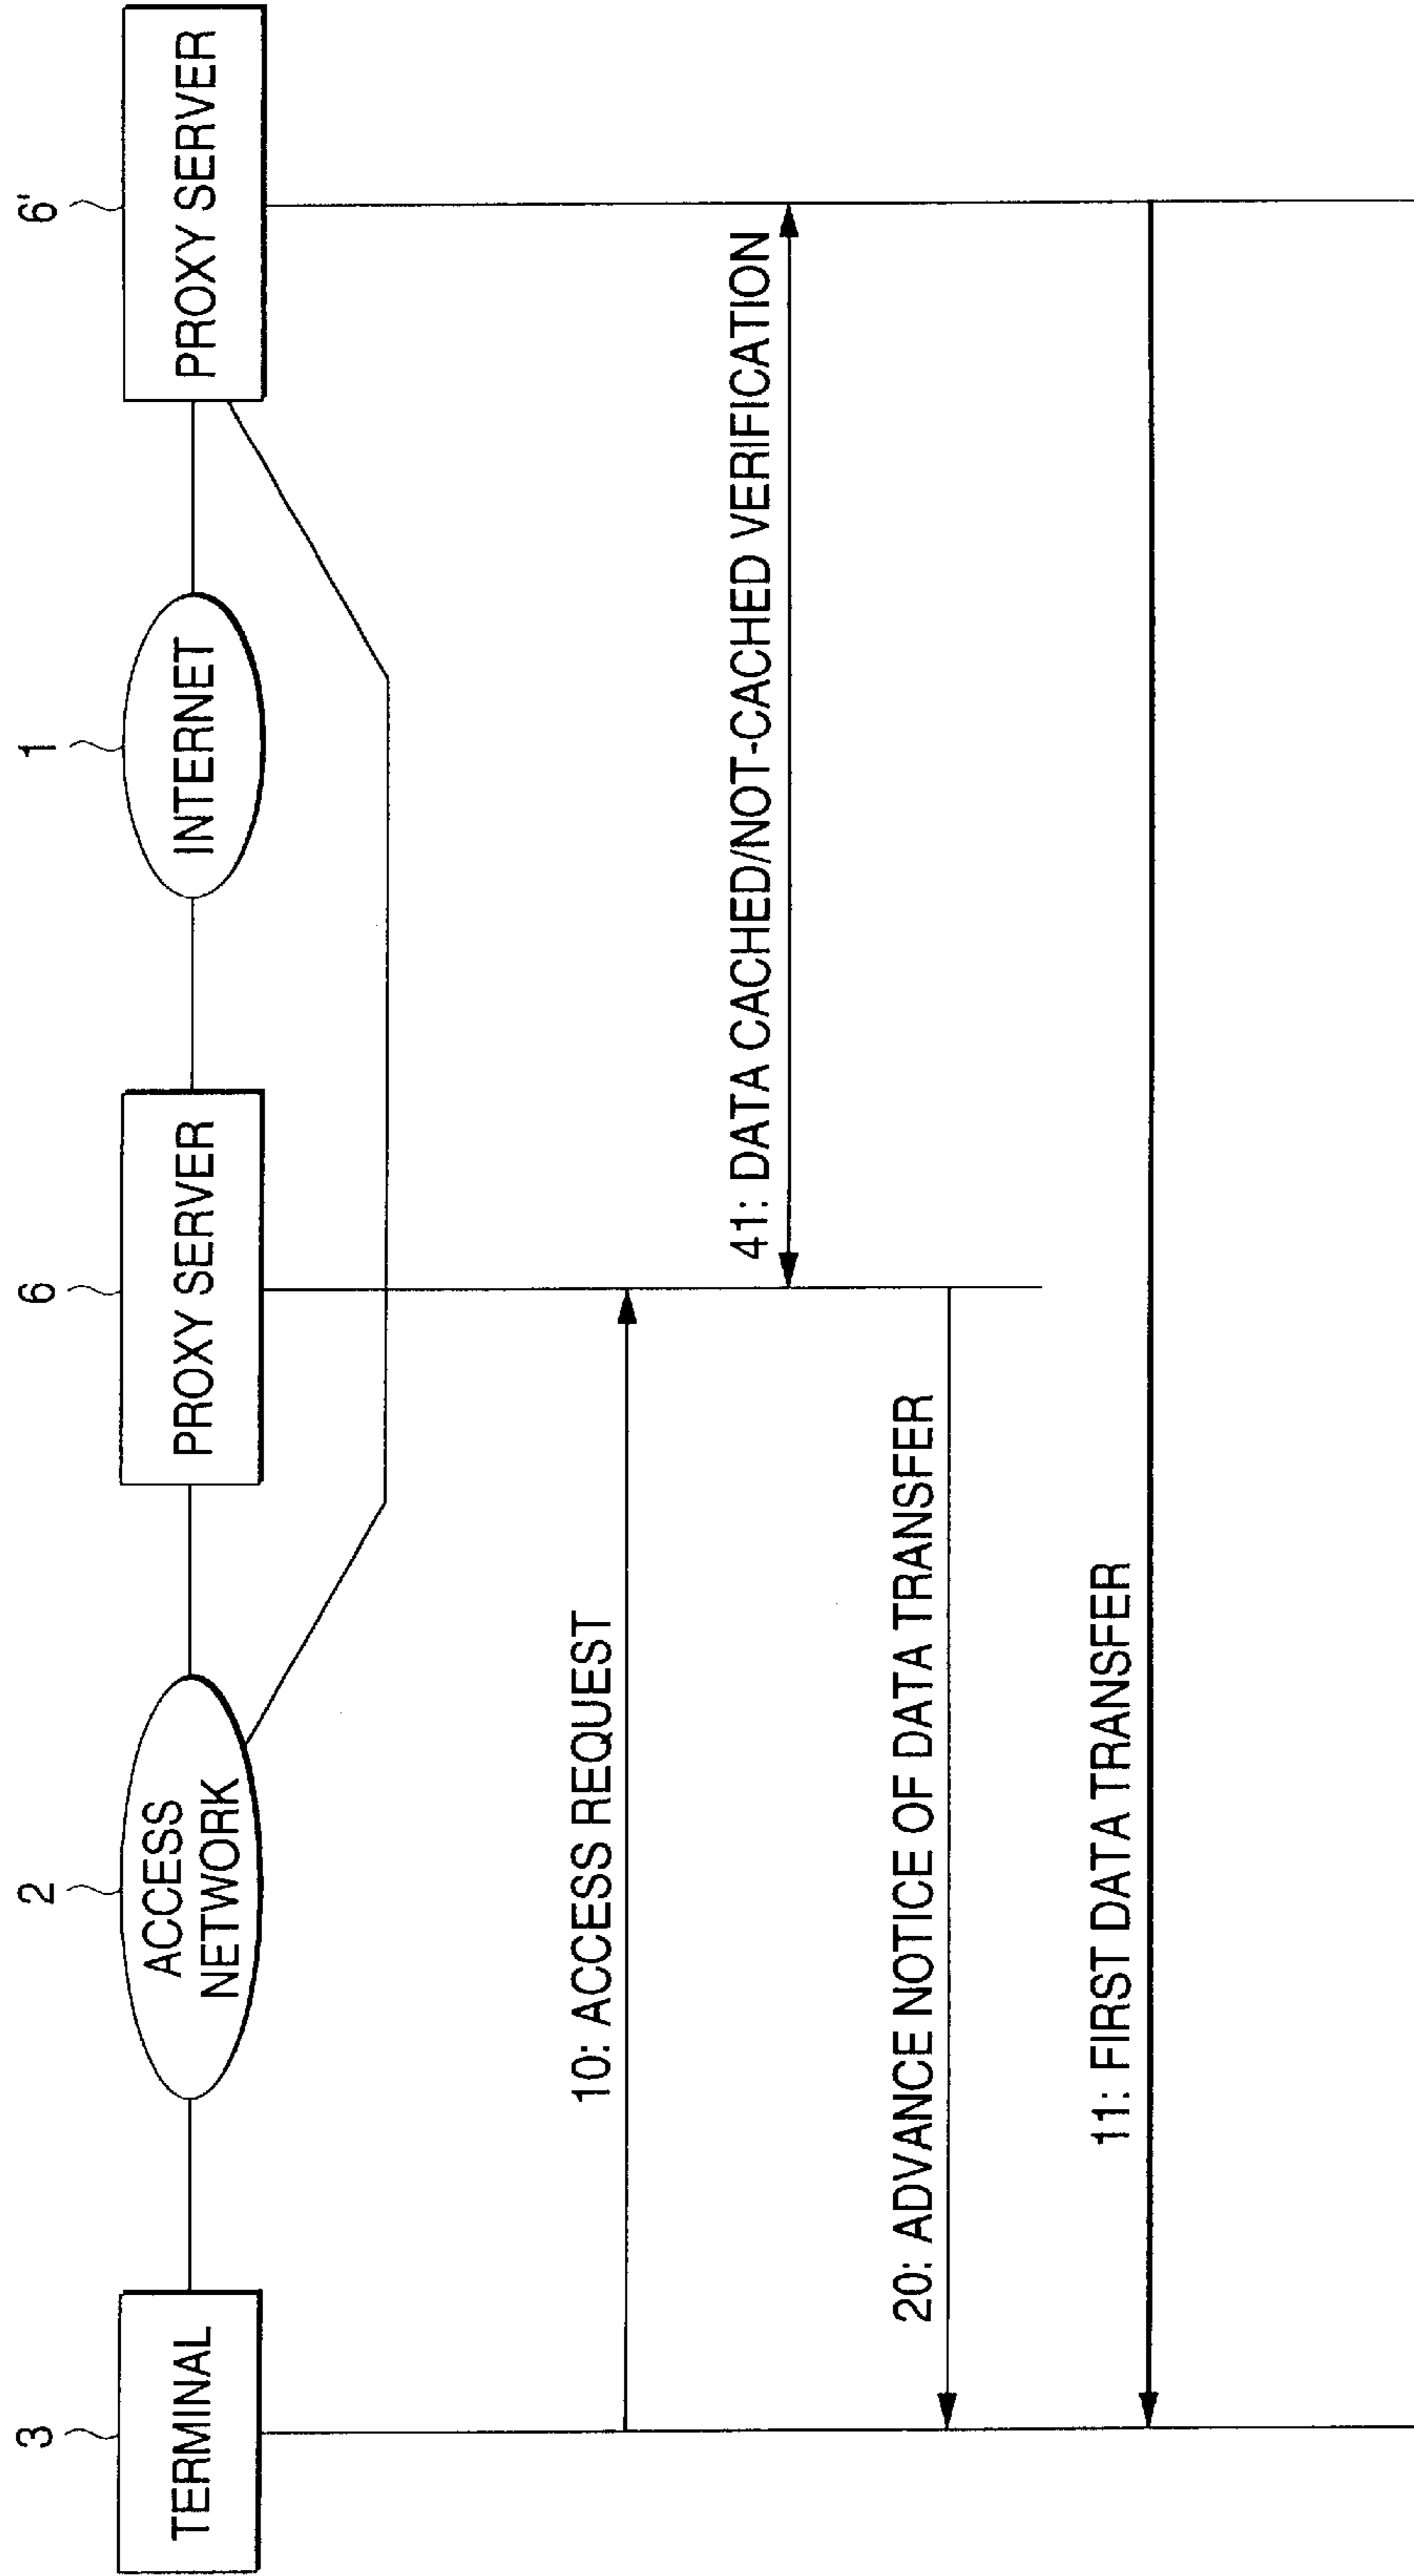 3
TERMINAL
2
ACCESS
NETWORK
6
PROXY SERVER
1
INTERNET
6'
PROXY SERVER
10: ACCESS REQUEST
41: DATA CACHED/NOT-CACHED VERIFICATION
20: ADVANCE NOTICE OF DATA TRANSFER
11: FIRST DATA TRANSFER